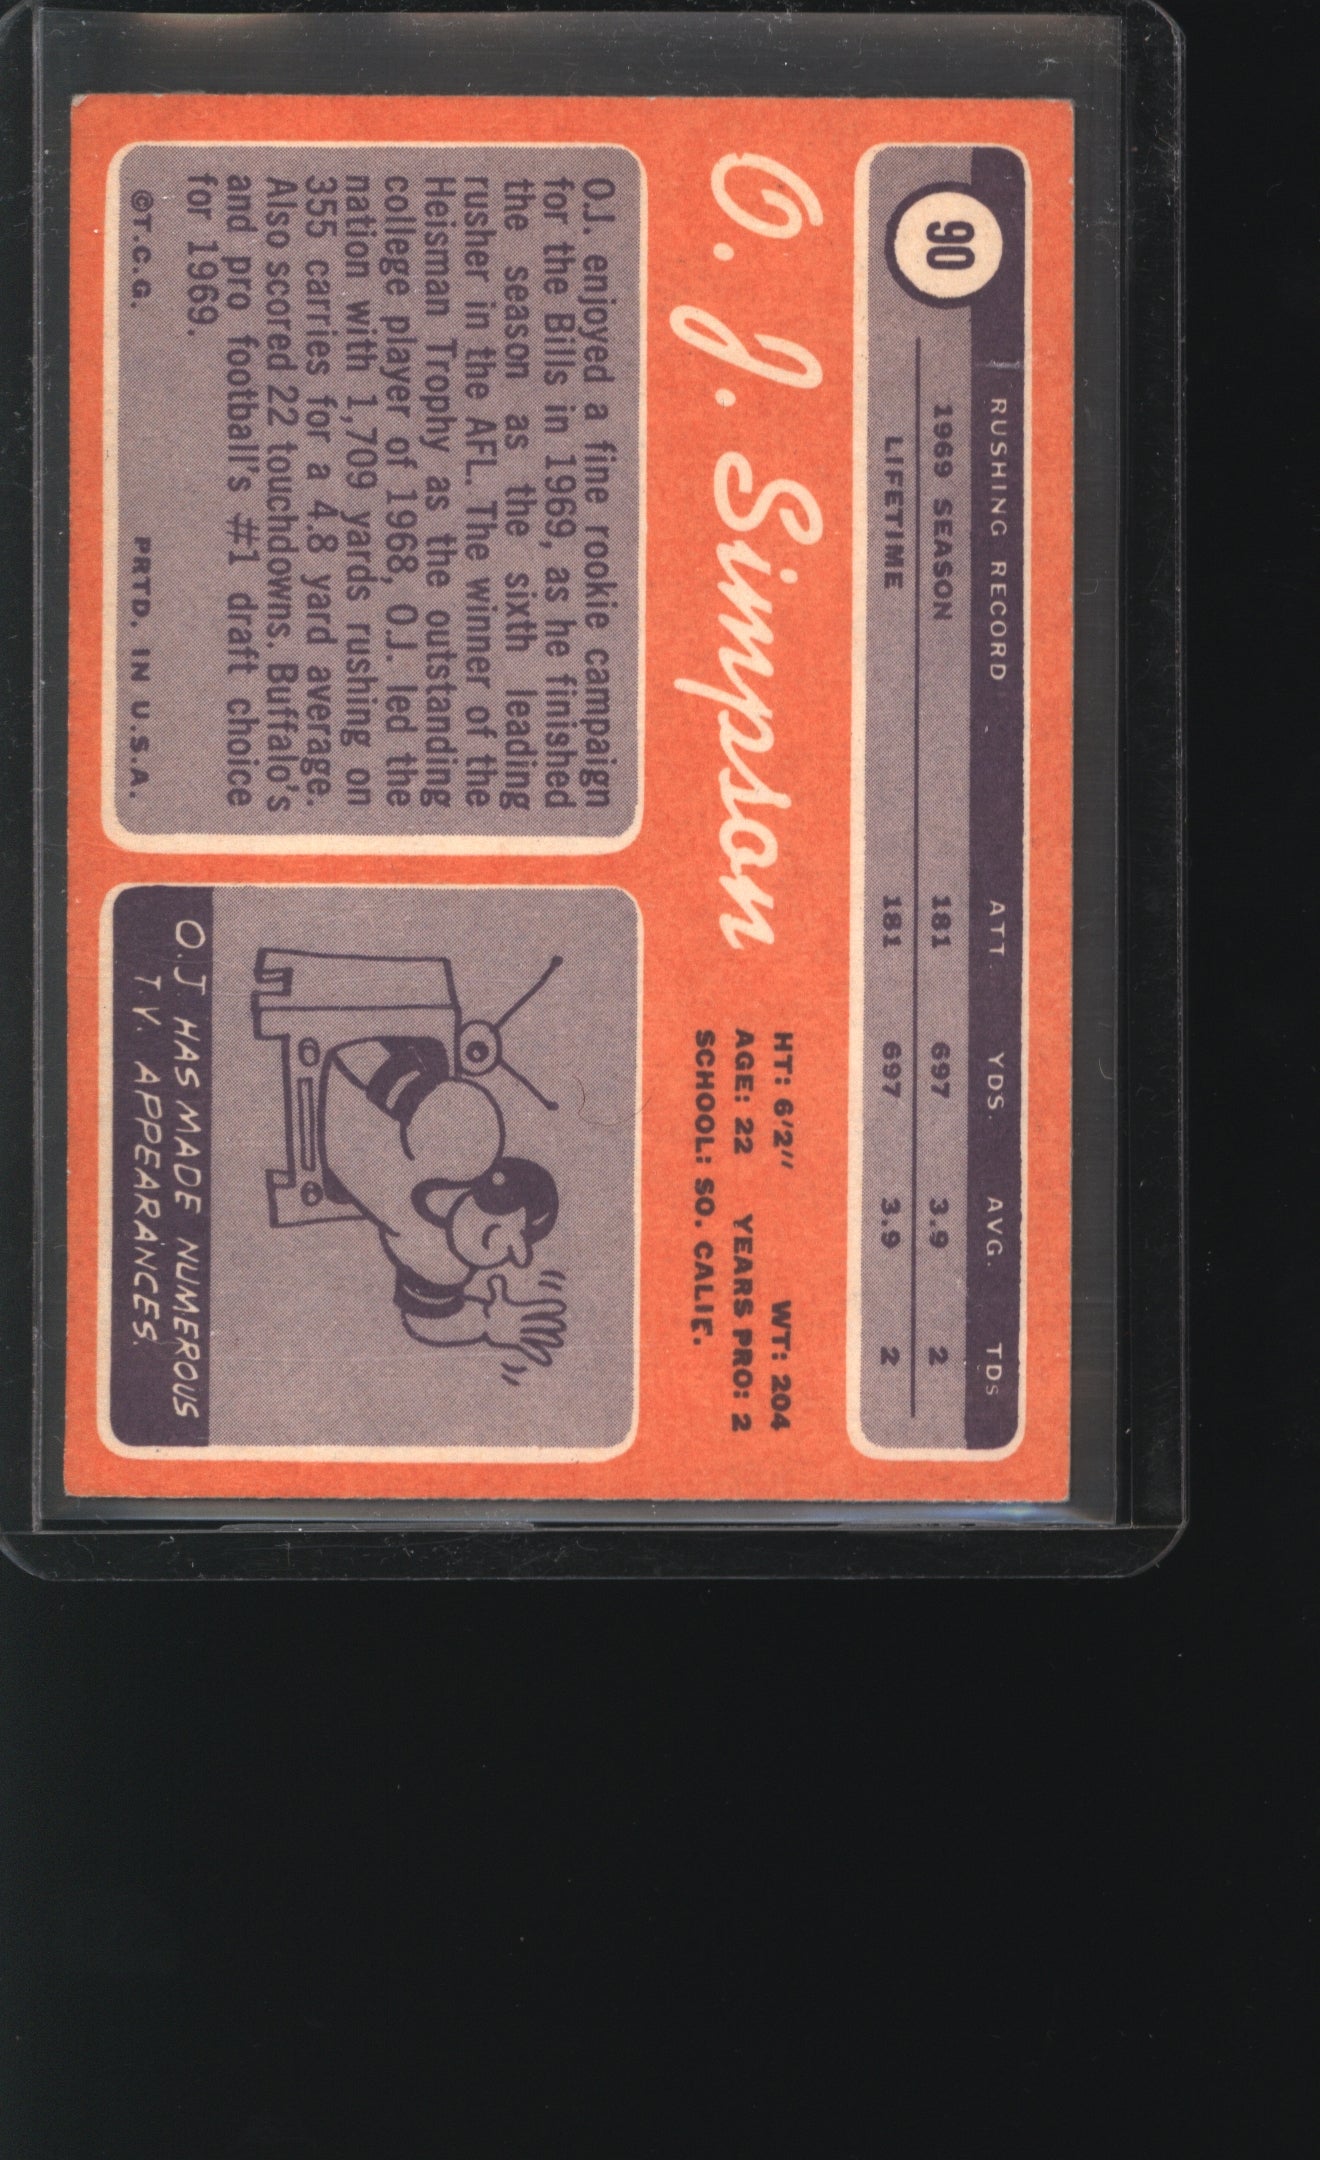 90
RUSHING RECORD ATT. YDS. AVG. TDs
1969 SEASON 181 697 3.9 2
LIFETIME 181 697 3.9 2
O. J. Simpson
HT: 6'2" WT: 204
AGE: 22 YEARS PRO: 2
SCHOOL: SO. CALIF.
O.J. enjoyed a fine rookie campaign
for the Bills in 1969, as he finished
the season as the sixth leading
rusher in the AFL. The winner of the
Heisman Trophy as the outstanding
college player of 1968, O.J. led the
nation with 1,709 yards rushing on
355 carries for a 4.8 yard average.
Also scored 22 touchdowns. Buffalo's
and pro football's #1 draft choice
for 1969.
©T.C.G. PRTD. IN U.S.A.
O.J HAS MADE NUMEROUS
T.V. APPEARANCES.